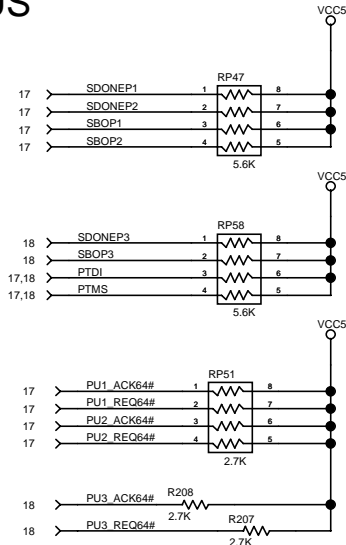 US
VCC5
RP47
17 SDONEP1 1 8
17 SDONEP2 2 7
17 SBOP1 3 6
17 SBOP2 4 5
5.6K
VCC5
RP58
18 SDONEP3 1 8
18 SBOP3 2 7
17,18 PTDI 3 6
17,18 PTMS 4 5
5.6K
VCC5
RP51
17 PU1_ACK64# 1 8
17 PU1_REQ64# 2 7
17 PU2_ACK64# 3 6
17 PU2_REQ64# 4 5
2.7K
18 PU3_ACK64# R208
2.7K
18 PU3_REQ64# R207
2.7K